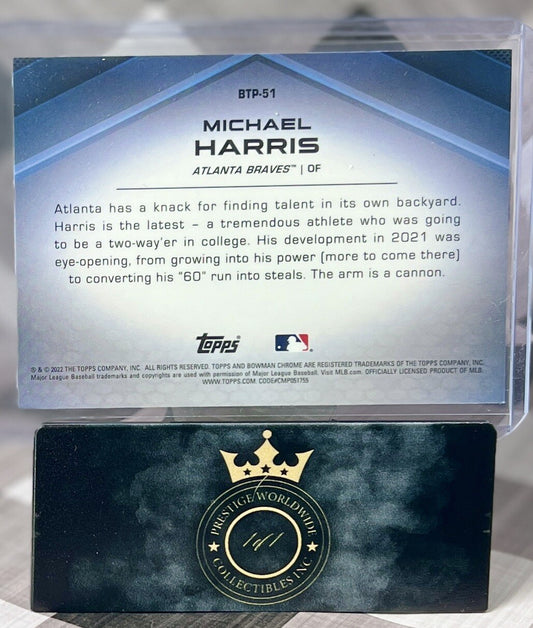 BTP-51
MICHAEL
HARRIS
ATLANTA BRAVES™ | OF
Atlanta has a knack for finding talent in its own backyard.
Harris is the latest – a tremendous athlete who was going
to be a two-way'er in college. His development in 2021 was
eye-opening, from growing into his power (more to come there)
to converting his "60" run into steals. The arm is a cannon.
Topps
® & © 2022 THE TOPPS COMPANY, INC. ALL RIGHTS RESERVED. TOPPS AND BOWMAN CHROME ARE REGISTERED TRADEMARKS OF THE TOPPS COMPANY, INC.
Major League Baseball trademarks and copyrights are used with permission of Major League Baseball. Visit MLB.com. OFFICIALLY LICENSED PRODUCT OF MLB.
WWW.TOPPS.COM. CODE#CMP051755
PRESTIGE WORLDWIDE
1 of 1
COLLECTIBLES INC